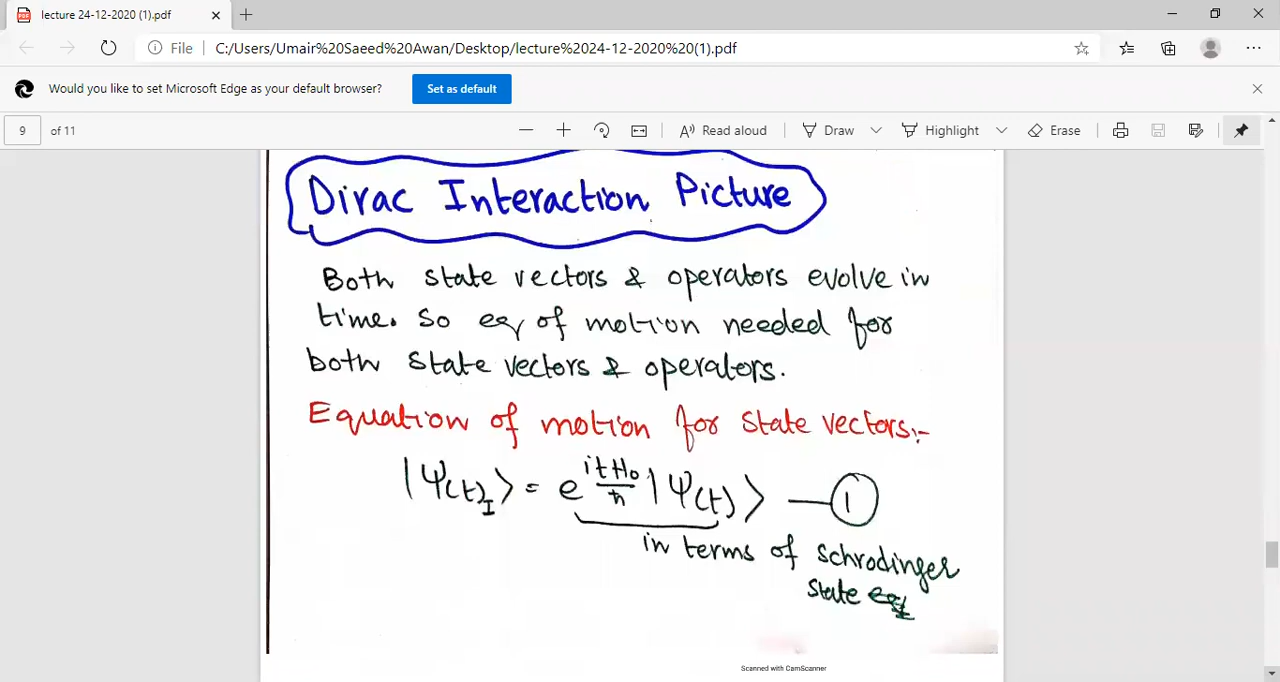 lecture 24-12-2020 (1).pdf
File C:/Users/Umair%20Saeed%20Awan/Desktop/lecture%2024-12-2020%20(1).pdf
Would you like to set Microsoft Edge as your default browser? Set as default
9 of 11 Read aloud Draw Highlight Erase
Dirac Interaction Picture
Both state vectors & operators evolve in
time. So eq of motion needed for
both state vectors & operators.
Equation of motion for state vectors:-
|Ψ(t)_I⟩ = e^{itH₀/ħ} |Ψ(t)⟩ — ①
in terms of Schrodinger
state eq
Scanned with CamScanner